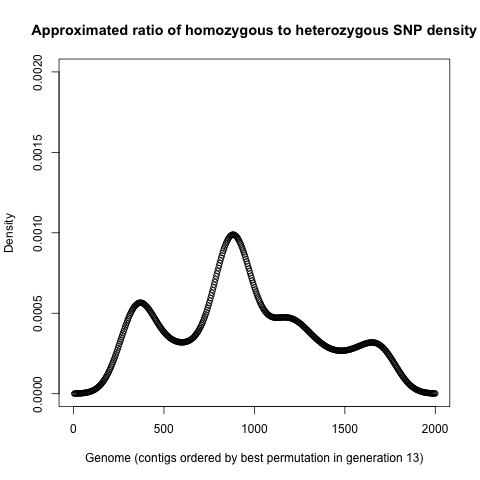 Approximated ratio of homozygous to heterozygous SNP density
0.0020
0.0015
0.0010
0.0005
0.0000
Density
0 500 1000 1500 2000
Genome (contigs ordered by best permutation in generation 13)